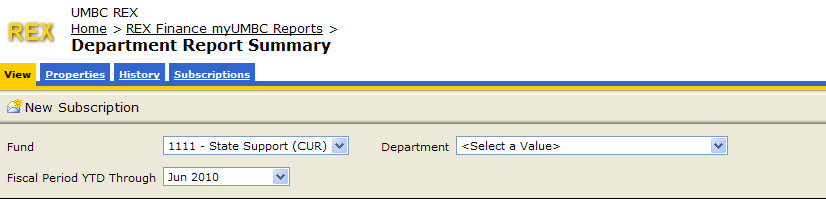 REX
UMBC REX
Home > REX Finance myUMBC Reports >
Department Report Summary
View Properties History Subscriptions
New Subscription
Fund 1111 - State Support (CUR) Department <Select a Value>
Fiscal Period YTD Through Jun 2010